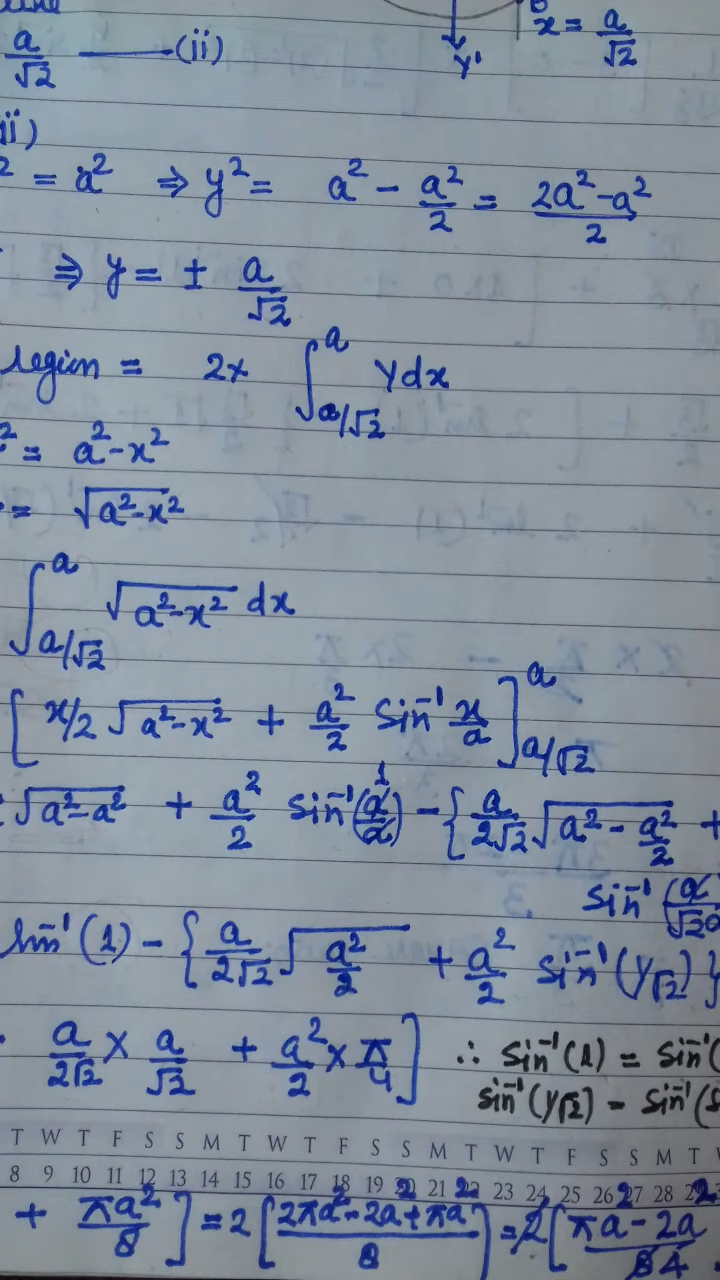 B x = a/√2
Y'
a/√2 ——— (ii)
ii)
² = a² ⇒ y² = a² − a²/2 = (2a² − a²)/2
⇒ y = ± a/√2
region = 2× ∫_{a/√2}^{a} y dx
² = a² − x²
= √(a² − x²)
∫_{a/√2}^{a} √(a² − x²) dx
[ x/2 √(a² − x²) + a²/2 sin⁻¹ x/a ]_{a/√2}^{a}
√(a² − a²) + a²/2 sin⁻¹(a/a) 1 − { a/2√2 √(a² − a²/2) +
sin⁻¹ (a/√2a
sin⁻¹ (1) − { a/2√2 √(a²/2) + a²/2 sin⁻¹ (1/√2) }
a/2√2 × a/√2 + a²/2 × π/4 ] ∴ sin⁻¹(1) = sin⁻¹(
sin⁻¹(1/√2) − sin⁻¹(s
T W T F S S M T W T F S S M T W T F S S M T
8 9 10 11 12 13 14 15 16 17 18 19 20 21 22 23 24 25 26 27 28 29
+ πa²/8 ] = 2 [ (2πa² − 2a + πa)/8 ] = 2 [ (πa − 2a)/8 4